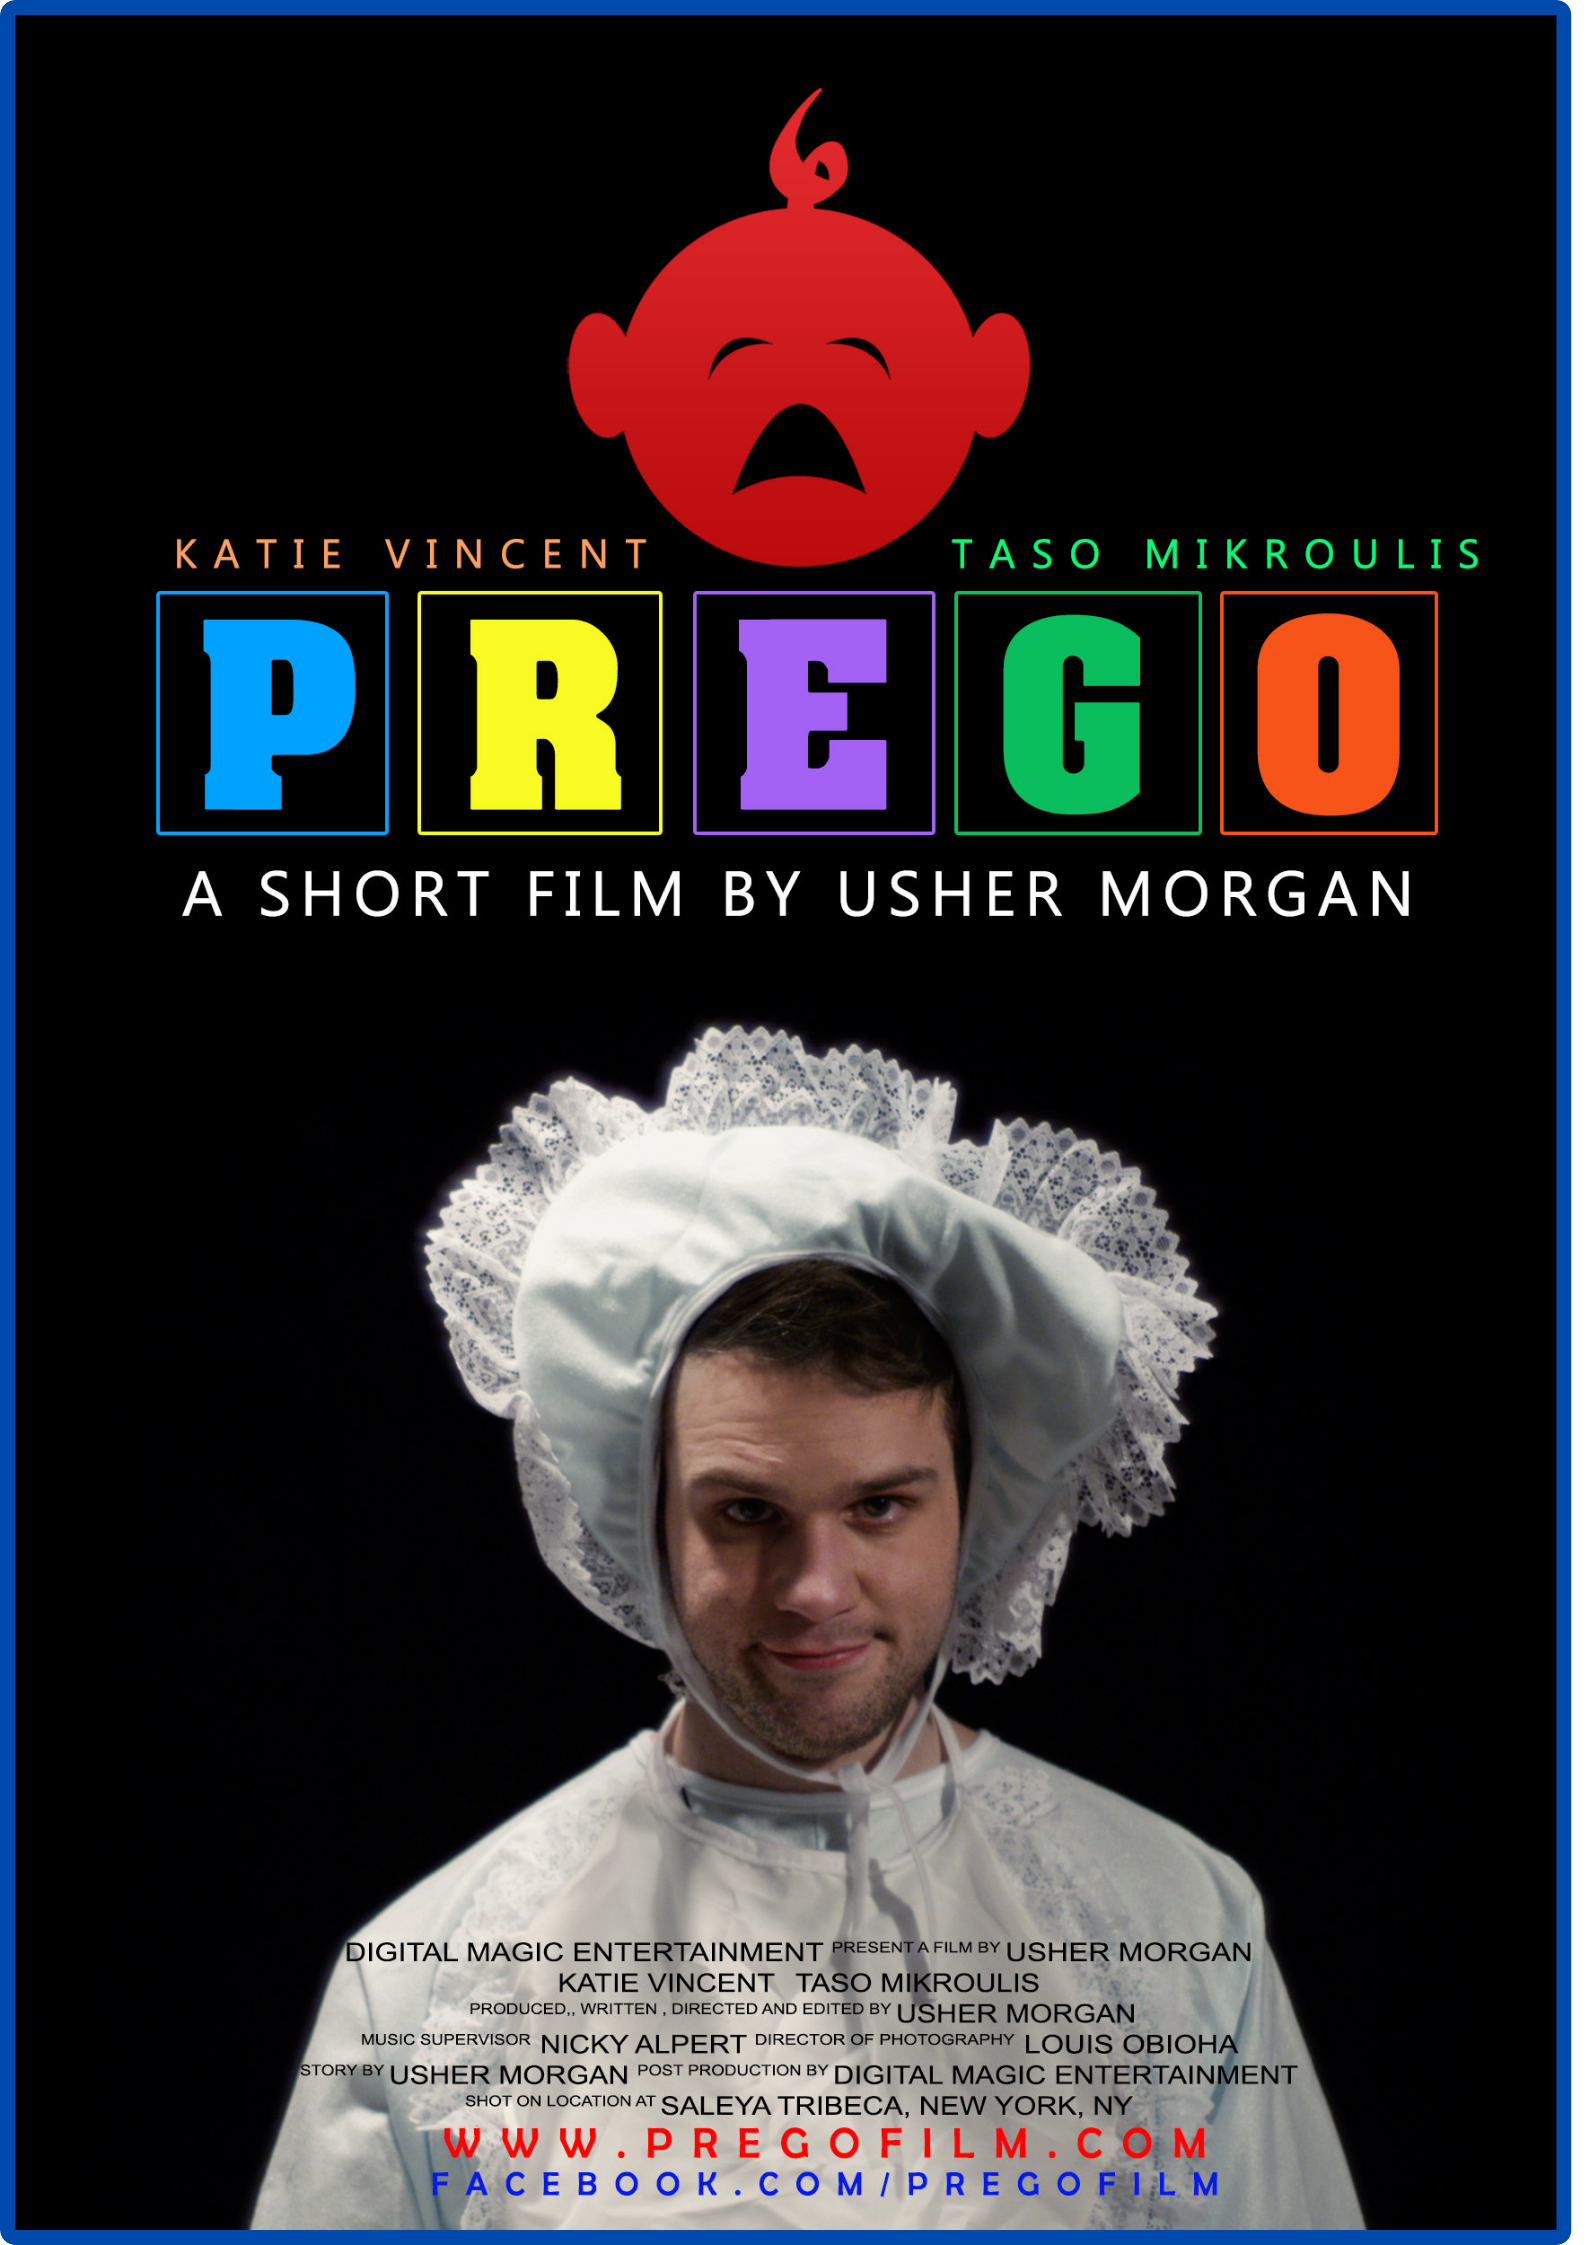 KATIE VINCENT TASO MIKROULIS
PREGO
A SHORT FILM BY USHER MORGAN
DIGITAL MAGIC ENTERTAINMENT PRESENT A FILM BY USHER MORGAN
KATIE VINCENT TASO MIKROULIS
PRODUCED,, WRITTEN , DIRECTED AND EDITED BY USHER MORGAN
MUSIC SUPERVISOR NICKY ALPERT DIRECTOR OF PHOTOGRAPHY LOUIS OBIOHA
STORY BY USHER MORGAN POST PRODUCTION BY DIGITAL MAGIC ENTERTAINMENT
SHOT ON LOCATION AT SALEYA TRIBECA, NEW YORK, NY
WWW.PREGOFILM.COM
FACEBOOK.COM/PREGOFILM